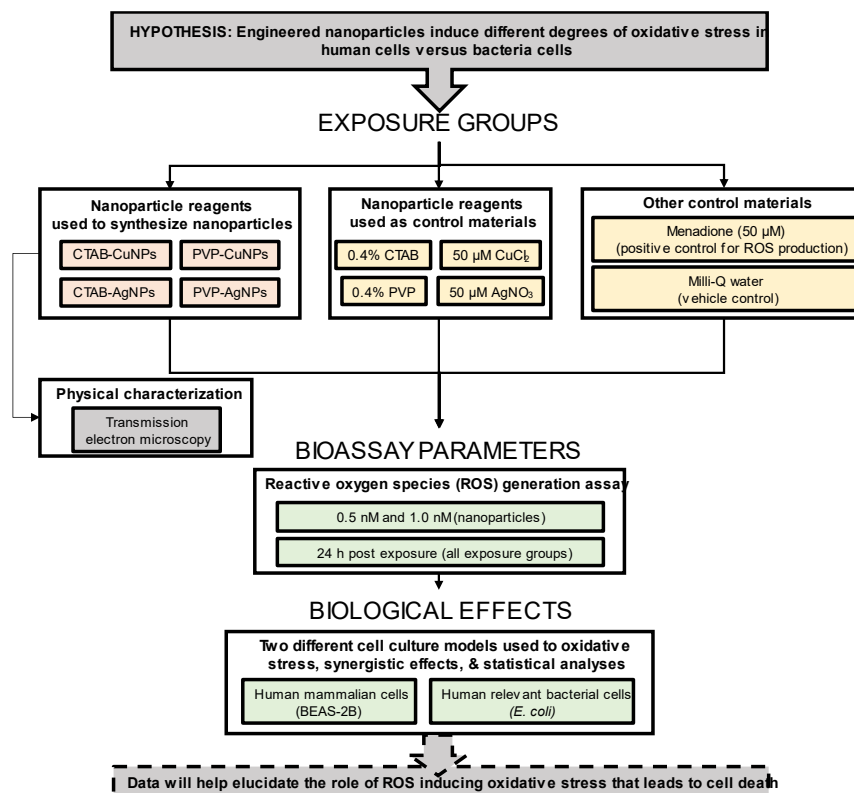 HYPOTHESIS: Engineered nanoparticles induce different degrees of oxidative stress in
human cells versus bacteria cells
EXPOSURE GROUPS
Nanoparticle reagents
used to synthesize nanoparticles
CTAB-CuNPs
PVP-CuNPs
CTAB-AgNPs
PVP-AgNPs
Nanoparticle reagents
used as control materials
0.4% CTAB
50 µM CuCl₂
0.4% PVP
50 µM AgNO₃
Other control materials
Menadione (50 µM)
(positive control for ROS production)
Milli-Q water
(vehicle control)
Physical characterization
Transmission
electron microscopy
BIOASSAY PARAMETERS
Reactive oxygen species (ROS) generation assay
0.5 nM and 1.0 nM (nanoparticles)
24 h post exposure (all exposure groups)
BIOLOGICAL EFFECTS
Two different cell culture models used to oxidative
stress, synergistic effects, & statistical analyses
Human mammalian cells
(BEAS-2B)
Human relevant bacterial cells
(E. coli)
Data will help elucidate the role of ROS inducing oxidative stress that leads to cell death